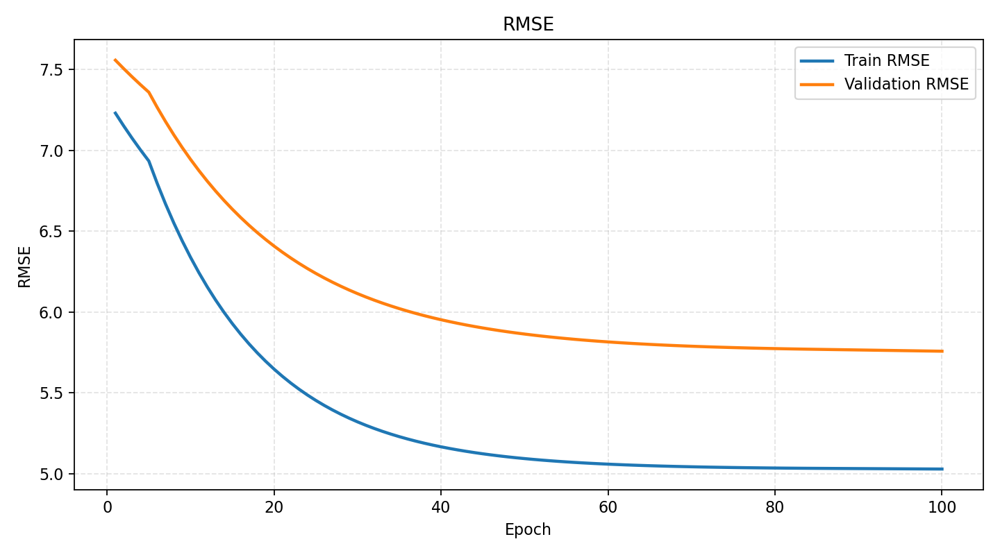 RMSE
Train RMSE
Validation RMSE
7.5
7.0
6.5
6.0
5.5
5.0
RMSE
0 20 40 60 80 100
Epoch